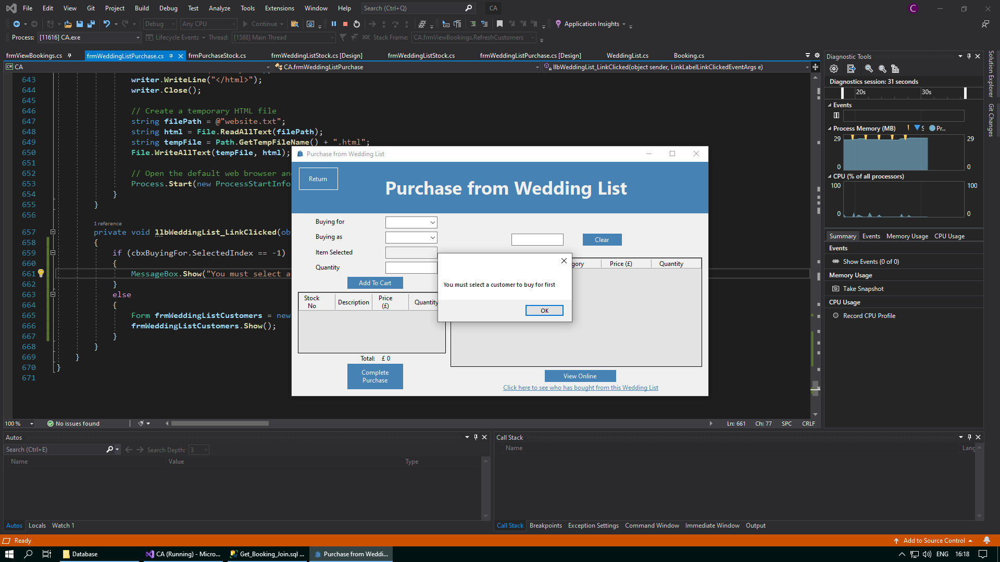 File Edit View Git Project Build Debug Test Analyze Tools Extensions Window Help Search (Ctrl+Q) CA C
Debug Any CPU Continue Application Insights
Process: [11616] CA.exe Lifecycle Events Thread: [1588] Main Thread Stack Frame: CA.frmViewBookings.RefreshCustomers
frmViewBookings.cs frmWeddingListPurchase.cs frmPurchaseStock.cs frmWeddingListStock.cs [Design] frmWeddingListStock.cs frmWeddingListPurchase.cs [Design] WeddingList.cs Booking.cs
C# CA CA.frmWeddingListPurchase llbWeddingList_LinkClicked(object sender, LinkLabelLinkClickedEventArgs e)
643 writer.WriteLine("</html>");
644 writer.Close();
645
646 // Create a temporary HTML file
647 string filePath = @"website.txt";
648 string html = File.ReadAllText(filePath);
649 string tempFile = Path.GetTempFileName() + ".html";
650 File.WriteAllText(tempFile, html);
651
652 // Open the default web browser an
653 Process.Start(new ProcessStartInfo
654 }
655 }
656
1 reference
657 private void llbWeddingList_LinkClicked(ob
658 {
659 if (cbxBuyingFor.SelectedIndex == -1)
660 {
661 MessageBox.Show("You must select a
662 }
663 else
664 {
665 Form frmWeddingListCustomers = new
666 frmWeddingListCustomers.Show();
667 }
668 }
669 }
670 }
671
100 % No issues found Ln: 661 Ch: 77 SPC CRLF
Purchase from Wedding List
Return
Purchase from Wedding List
Buying for
Buying as
Item Selected
Quantity
Add To Cart
Clear
Stock No Description Price (£) Quantity
gory Price (£) Quantity
You must select a customer to buy for first
OK
Total: £ 0
Complete Purchase
View Online
Click here to see who has bought from this Wedding List
Diagnostic Tools
Diagnostics session: 31 seconds
20s 30s
Events
Process Memory (MB) S Pr...
29 29
0 0
CPU (% of all processors)
100 100
0 0
Summary Events Memory Usage CPU Usage
Events
Show Events (0 of 0)
Memory Usage
Take Snapshot
CPU Usage
Record CPU Profile
Solution Explorer
Git Changes
Autos
Search (Ctrl+E) Search Depth: 3
Name Value Type
Autos Locals Watch 1
Call Stack
Name Lang
Call Stack Breakpoints Exception Settings Command Window Immediate Window Output
Ready Add to Source Control
Database CA (Running) - Micro... Get_Booking_Join.sql ... Purchase from Weddi... ENG 16:18